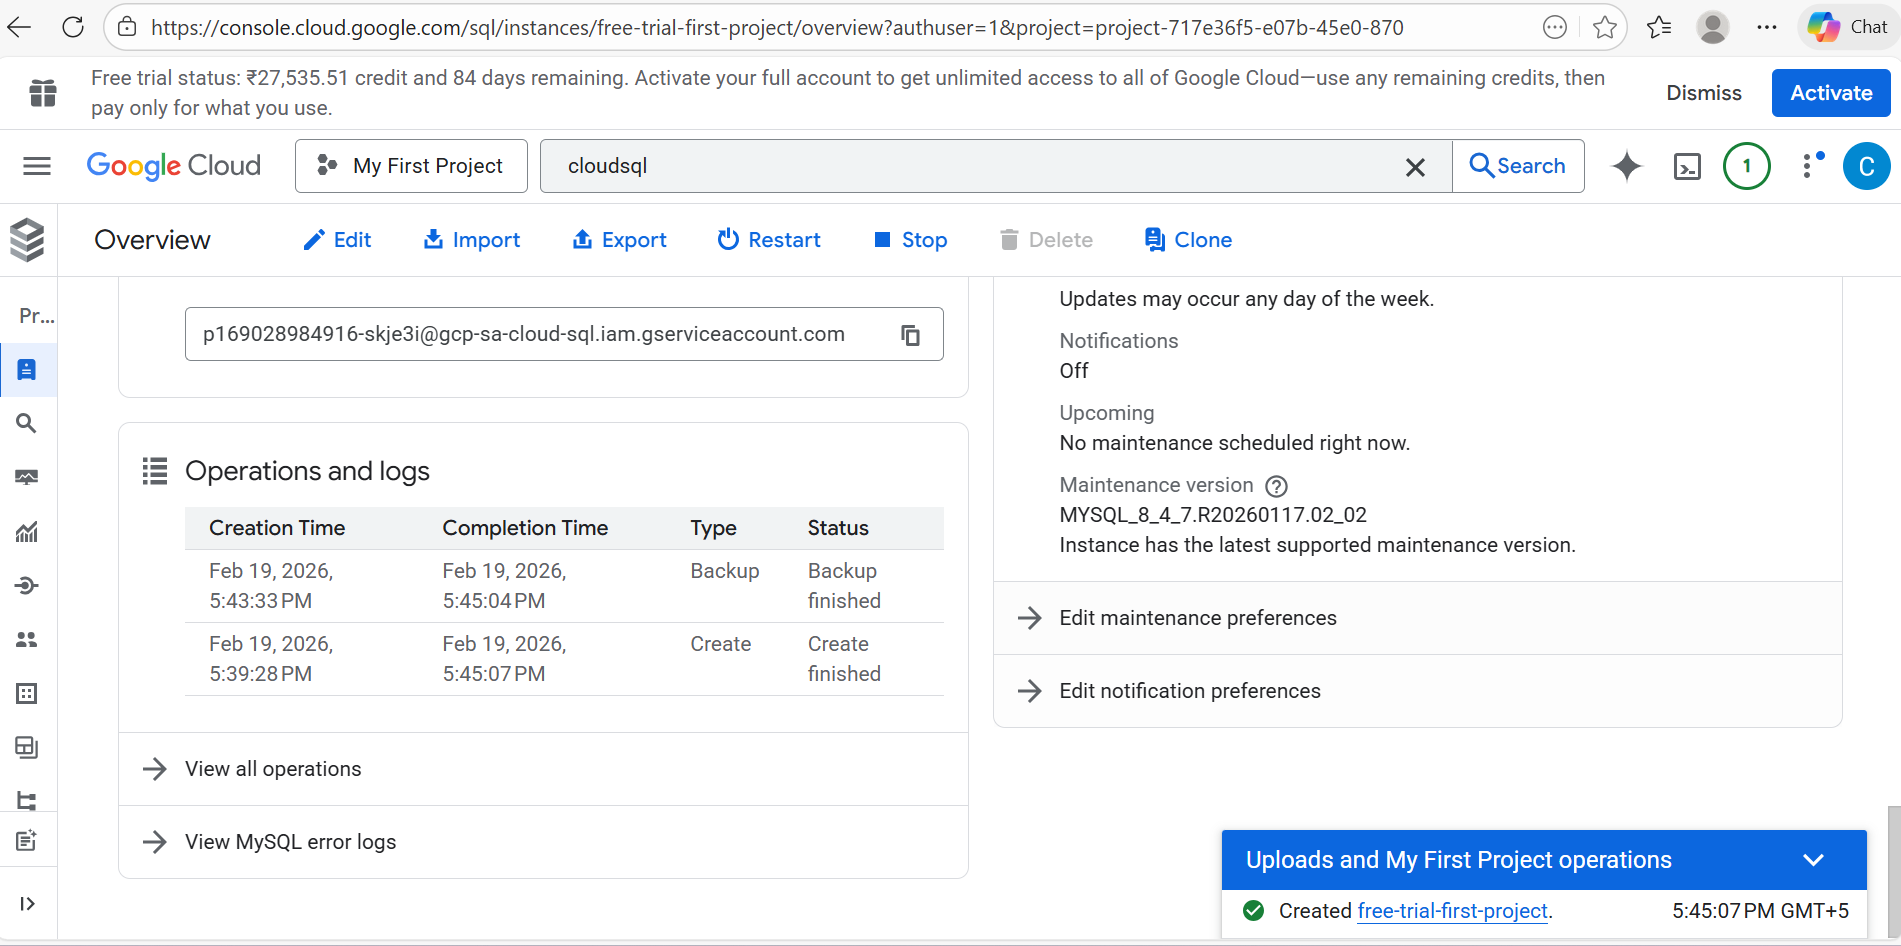 https://console.cloud.google.com/sql/instances/free-trial-first-project/overview?authuser=1&project=project-717e36f5-e07b-45e0-870
Chat
Free trial status: ₹27,535.51 credit and 84 days remaining. Activate your full account to get unlimited access to all of Google Cloud—use any remaining credits, then
pay only for what you use.
Dismiss
Activate
Google Cloud
My First Project
cloudsql
Search
1
C
Overview
Edit
Import
Export
Restart
Stop
Delete
Clone
Pr...
p169028984916-skje3i@gcp-sa-cloud-sql.iam.gserviceaccount.com
Operations and logs
Creation Time Completion Time Type Status
Feb 19, 2026, Feb 19, 2026, Backup Backup
5:43:33 PM 5:45:04 PM finished
Feb 19, 2026, Feb 19, 2026, Create Create
5:39:28 PM 5:45:07 PM finished
View all operations
View MySQL error logs
Updates may occur any day of the week.
Notifications
Off
Upcoming
No maintenance scheduled right now.
Maintenance version
MYSQL_8_4_7.R20260117.02_02
Instance has the latest supported maintenance version.
Edit maintenance preferences
Edit notification preferences
Uploads and My First Project operations
Created free-trial-first-project. 5:45:07 PM GMT+5